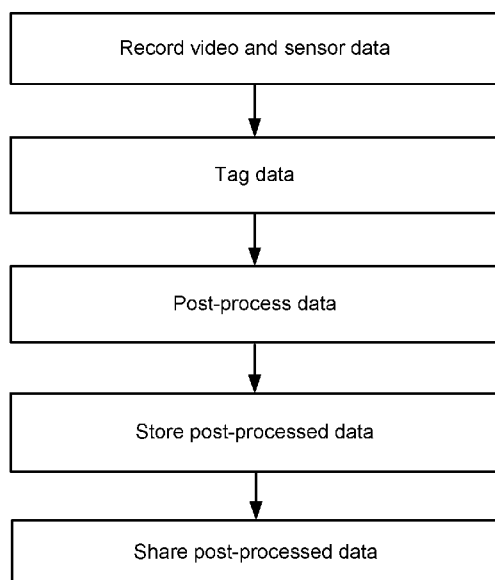 Record video and sensor data
Tag data
Post-process data
Store post-processed data
Share post-processed data